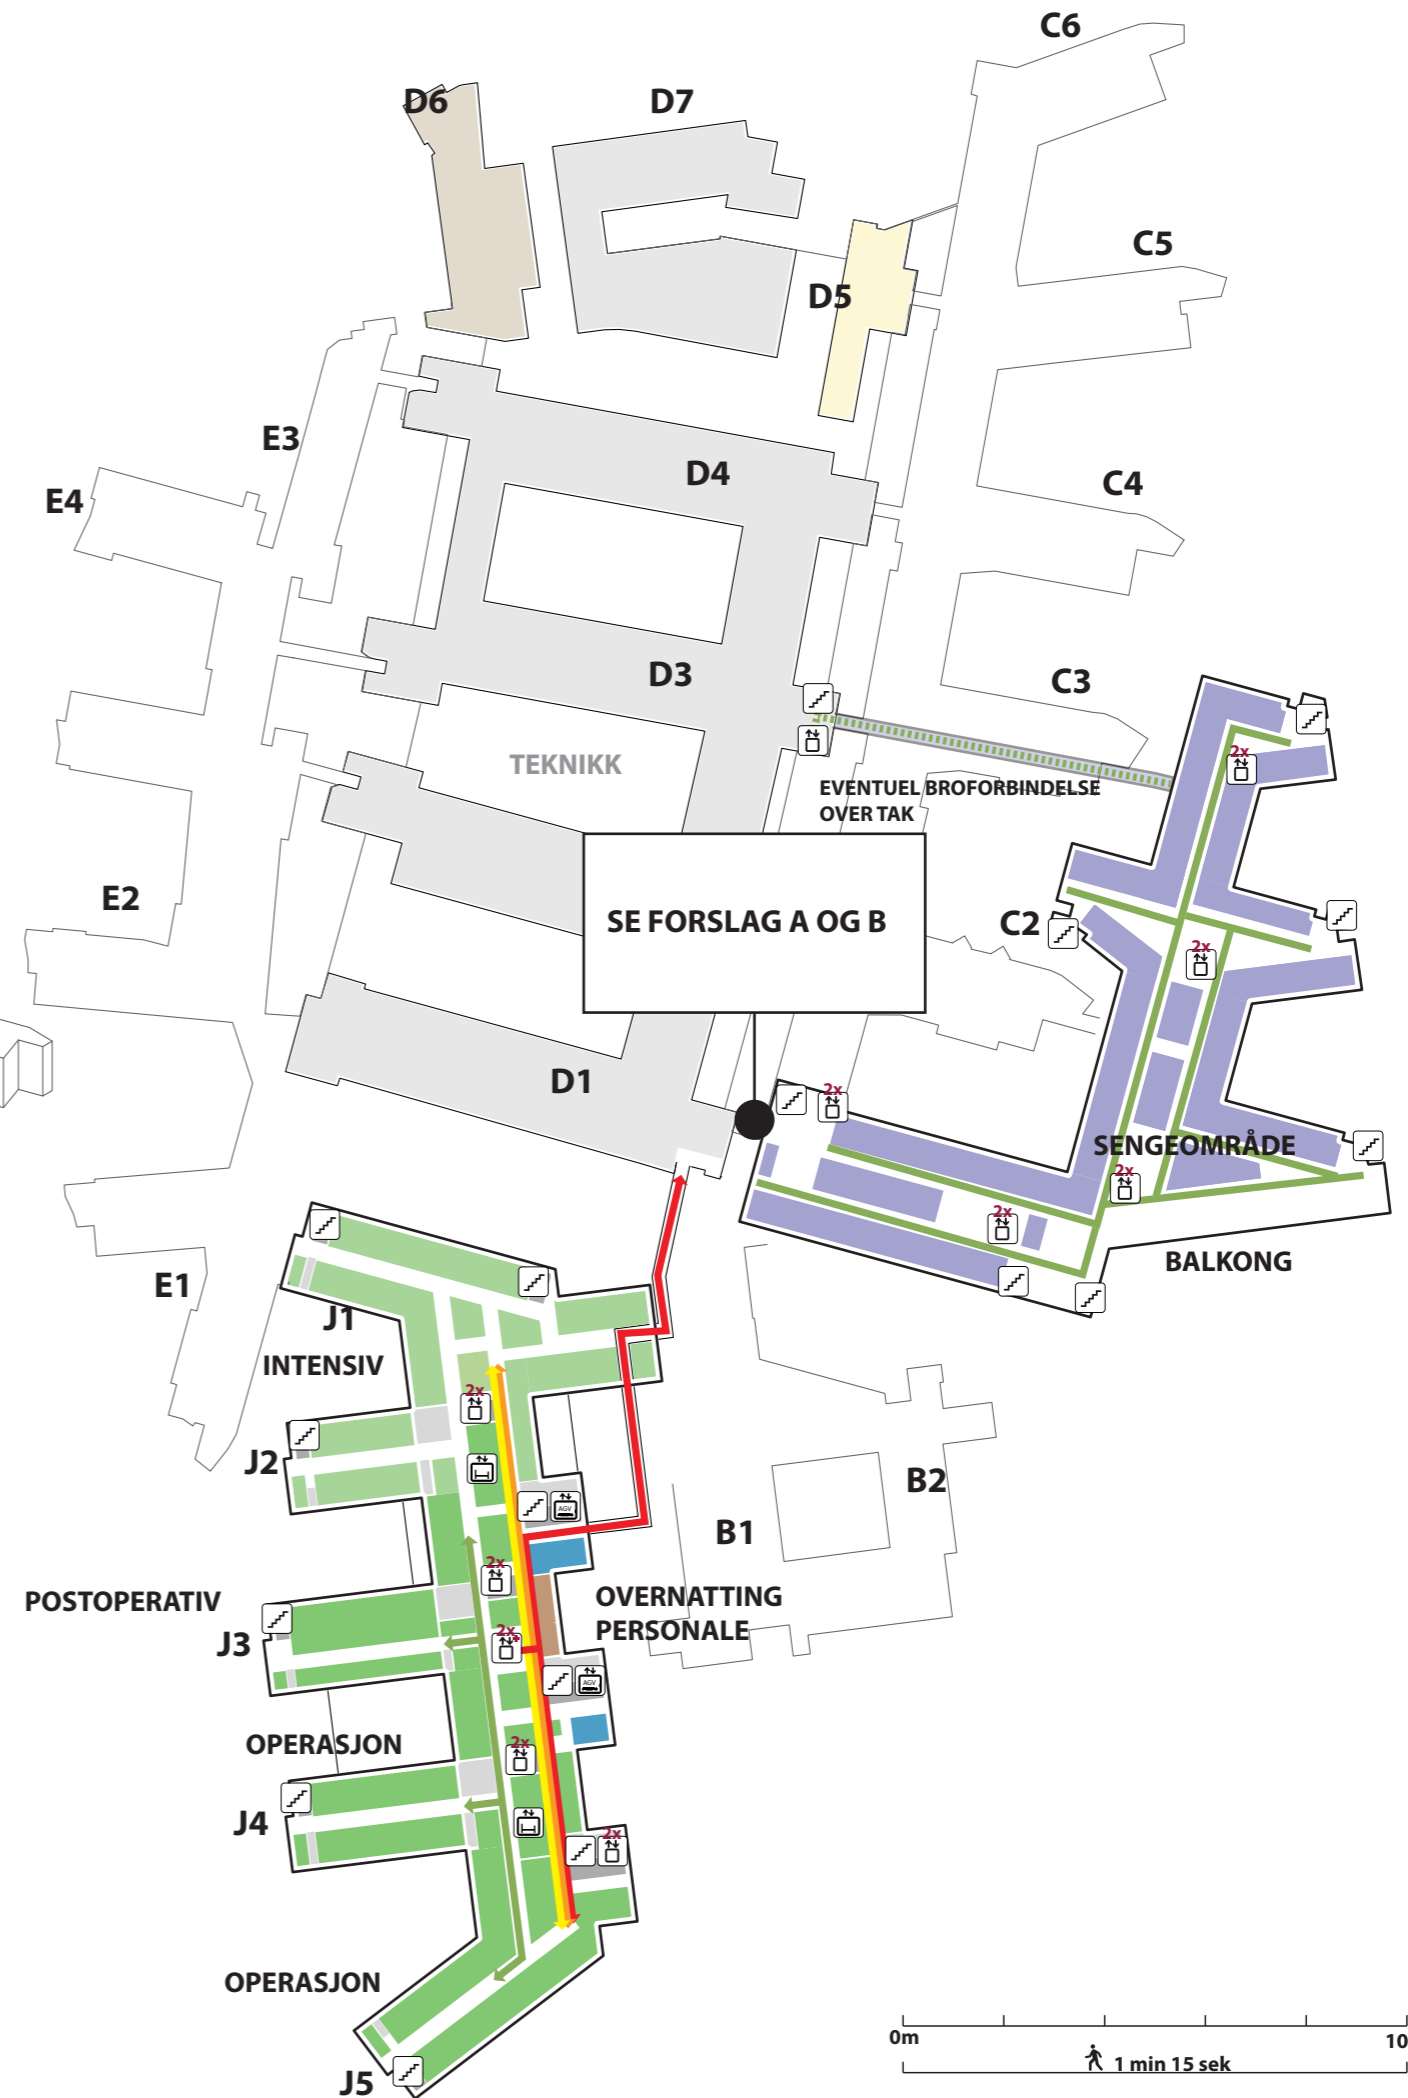 C6
D6
D7
C5
D5
E3
D4
C4
E4
D3
C3
TEKNIKK
2x
EVENTUEL BROFORBINDELSE
OVER TAK
E2
SE FORSLAG A OG B
C2
2x
D1
2x
SENGEOMRÅDE
2x
2x
BALKONG
E1
J1
INTENSIV
2x
J2
B2
AGV
B1
2x
POSTOPERATIV
OVERNATTING
PERSONALE
J3
2x
AGV
OPERASJON
2x
J4
2x
OPERASJON
0m
10
1 min 15 sek
J5